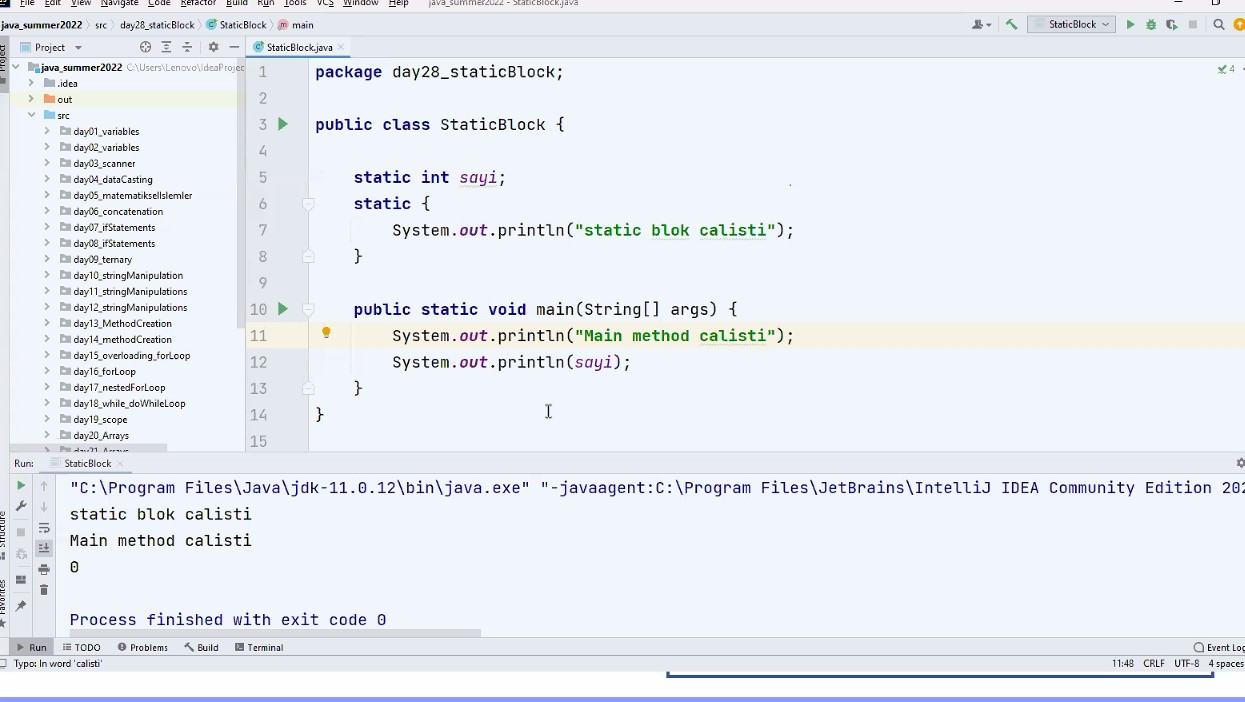 File Edit View Navigate Code Refactor Build Run Tools VCS Window Help java_summer2022 - StaticBlock.java
java_summer2022 src day28_staticBlock StaticBlock main StaticBlock
Project StaticBlock.java
java_summer2022 C:\Users\Lenovo\IdeaProjec
.idea
out
src
day01_variables
day02_variables
day03_scanner
day04_dataCasting
day05_matematikselIslemler
day06_concatenation
day07_ifStatements
day08_ifStatements
day09_ternary
day10_stringManipulation
day11_stringManipulations
day12_stringManipulations
day13_MethodCreation
day14_methodCreation
day15_overloading_forLoop
day16_forLoop
day17_nestedForLoop
day18_while_doWhileLoop
day19_scope
day20_Arrays
day21_Arrays
1 package day28_staticBlock;
2
3 public class StaticBlock {
4
5 static int sayi;
6 static {
7 System.out.println("static blok calisti");
8 }
9
10 public static void main(String[] args) {
11 System.out.println("Main method calisti");
12 System.out.println(sayi);
13 }
14 }
15
4
Project
Structure
Favorites
Run: StaticBlock
"C:\Program Files\Java\jdk-11.0.12\bin\java.exe" "-javaagent:C:\Program Files\JetBrains\IntelliJ IDEA Community Edition 202
static blok calisti
Main method calisti
0
Process finished with exit code 0
Run TODO Problems Build Terminal Event Log
Typo: In word 'calisti' 11:48 CRLF UTF-8 4 spaces